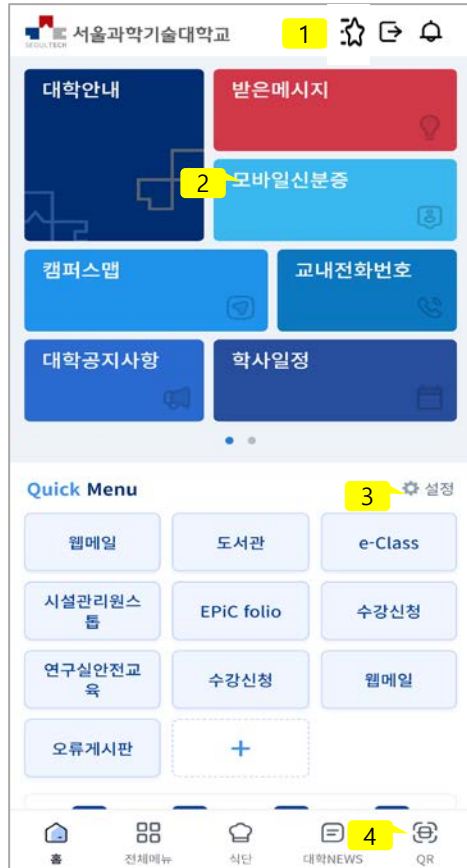 SEOULTECH 서울과학기술대학교
1
대학안내
받은메시지
2
모바일신분증
캠퍼스맵
교내전화번호
대학공지사항
학사일정
Quick Menu
3
설정
웹메일
도서관
e-Class
시설관리원스
톱
EPiC folio
수강신청
연구실안전교
육
수강신청
웹메일
오류게시판
+
4
홈
전체메뉴
식단
대학NEWS
QR